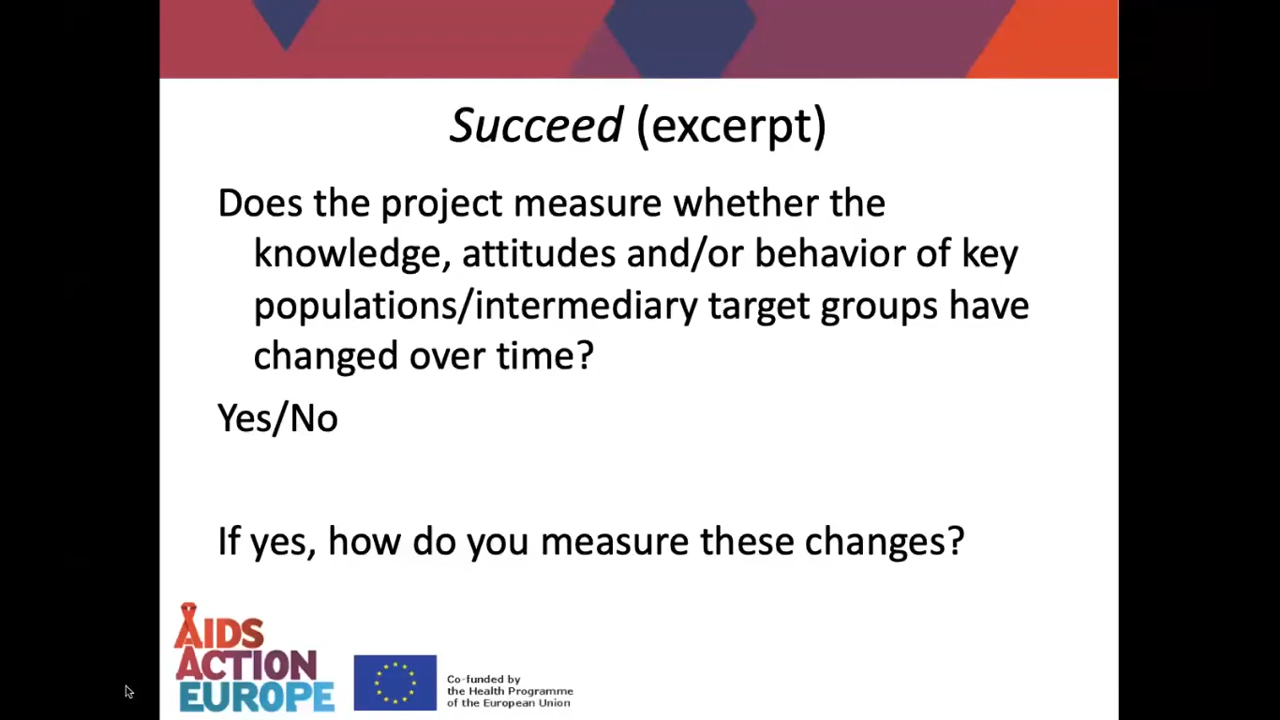 Succeed (excerpt)
Does the project measure whether the
knowledge, attitudes and/or behavior of key
populations/intermediary target groups have
changed over time?
Yes/No
If yes, how do you measure these changes?
AIDS
ACTION
EUROPE
Co-funded by
the Health Programme
of the European Union